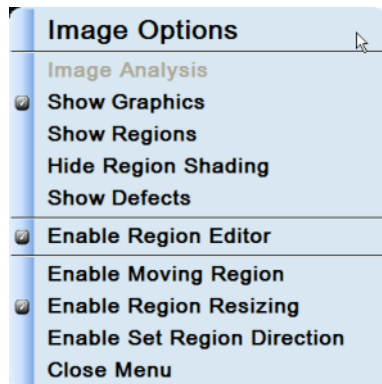 Image Options
Image Analysis
Show Graphics
Show Regions
Hide Region Shading
Show Defects
Enable Region Editor
Enable Moving Region
Enable Region Resizing
Enable Set Region Direction
Close Menu